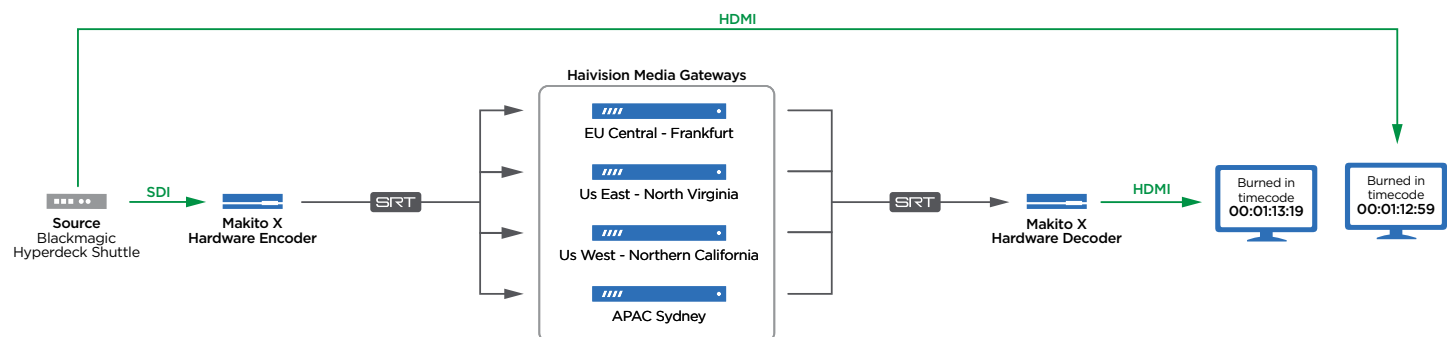 HDMI
Haivision Media Gateways
EU Central - Frankfurt
Us East - North Virginia
Us West - Northern California
APAC Sydney
SDI
Source
Blackmagic
Hyperdeck Shuttle
Makito X
Hardware Encoder
SRT
SRT
Makito X
Hardware Decoder
HDMI
Burned in
timecode
00:01:13:19
Burned in
timecode
00:01:12:59